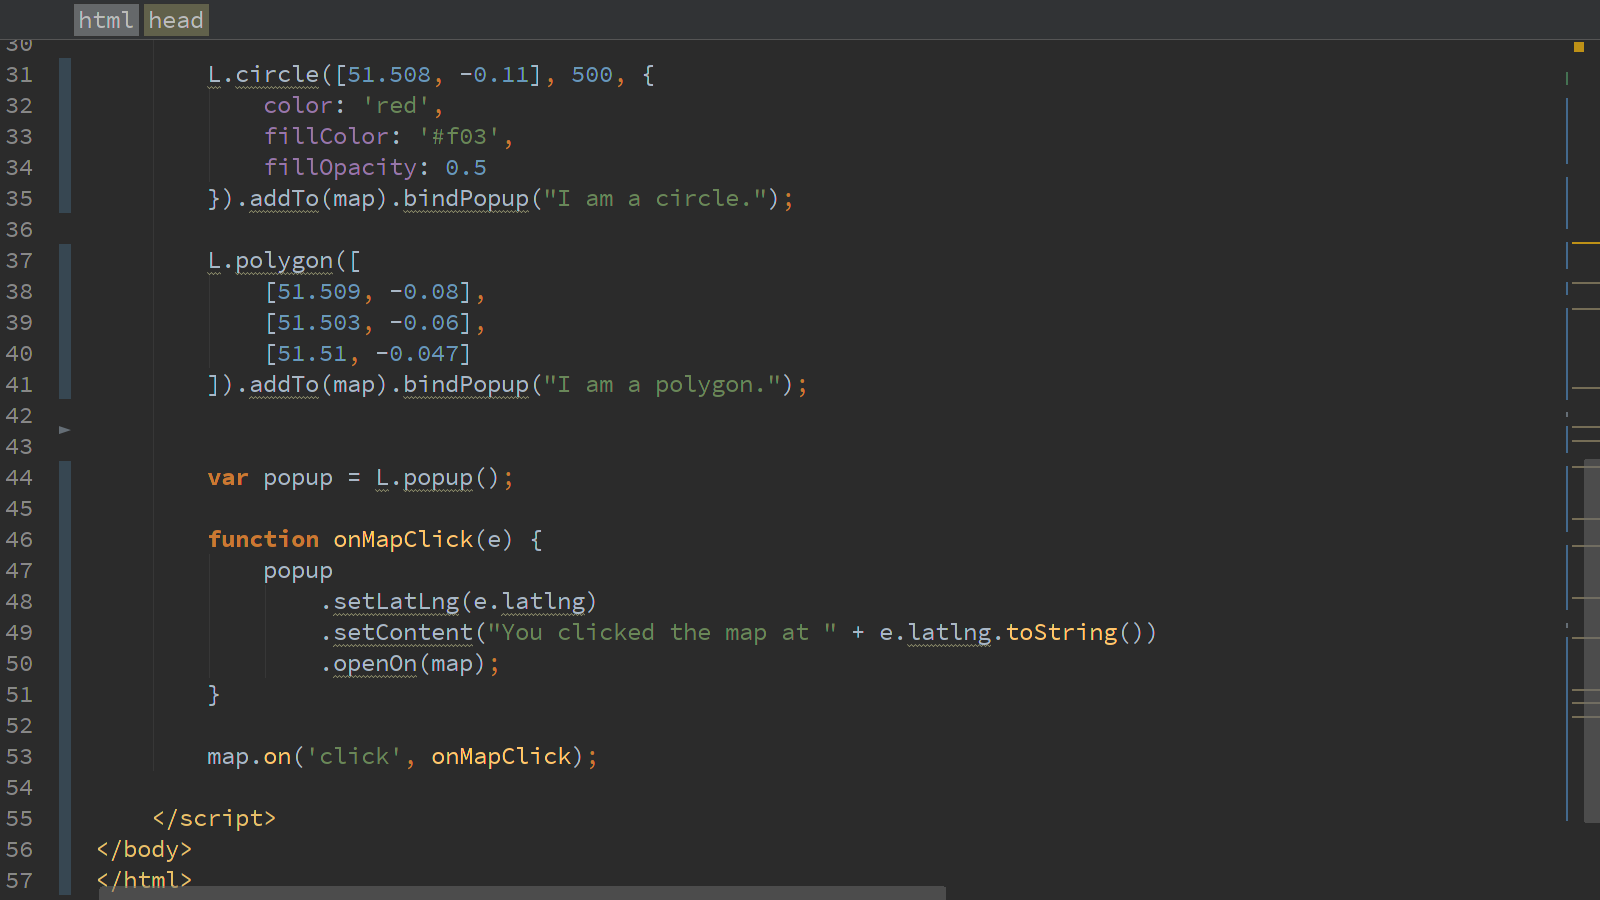 html head
30
31 L.circle([51.508, -0.11], 500, {
32 color: 'red',
33 fillColor: '#f03',
34 fillOpacity: 0.5
35 }).addTo(map).bindPopup("I am a circle.");
36
37 L.polygon([
38 [51.509, -0.08],
39 [51.503, -0.06],
40 [51.51, -0.047]
41 ]).addTo(map).bindPopup("I am a polygon.");
42
43
44 var popup = L.popup();
45
46 function onMapClick(e) {
47 popup
48 .setLatLng(e.latlng)
49 .setContent("You clicked the map at " + e.latlng.toString())
50 .openOn(map);
51 }
52
53 map.on('click', onMapClick);
54
55 </script>
56 </body>
57 </html>